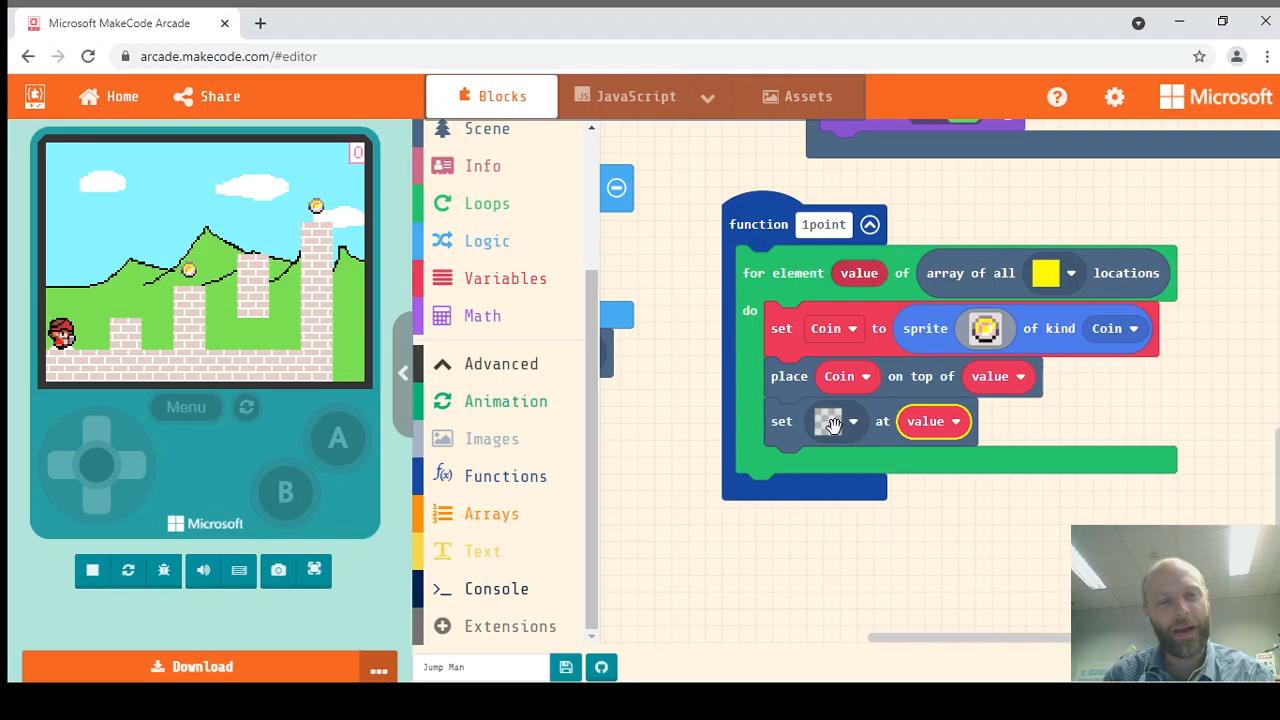 Microsoft MakeCode Arcade
arcade.makecode.com/#editor
Home
Share
Blocks
JS
JavaScript
Assets
Microsoft
0
Menu
A
B
Microsoft
Download
Scene
Info
Loops
Logic
Variables
Math
Advanced
Animation
Images
f(x) Functions
Arrays
Text
Console
Extensions
Jump Man
function 1point
for element value of array of all locations
do
set Coin to sprite of kind Coin
place Coin on top of value
set at value